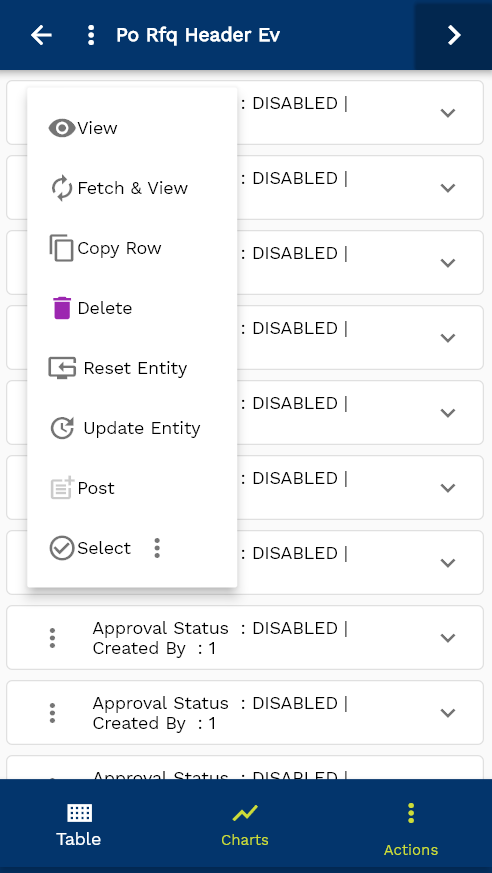 Po Rfq Header Ev
: DISABLED |
View
: DISABLED |
Fetch & View
: DISABLED |
Copy Row
: DISABLED |
Delete
: DISABLED |
Reset Entity
: DISABLED |
Update Entity
: DISABLED |
Post
Select
Approval Status : DISABLED |
Created By : 1
Approval Status : DISABLED |
Created By : 1
Approval Status : DISABLED |
Table
Charts
Actions